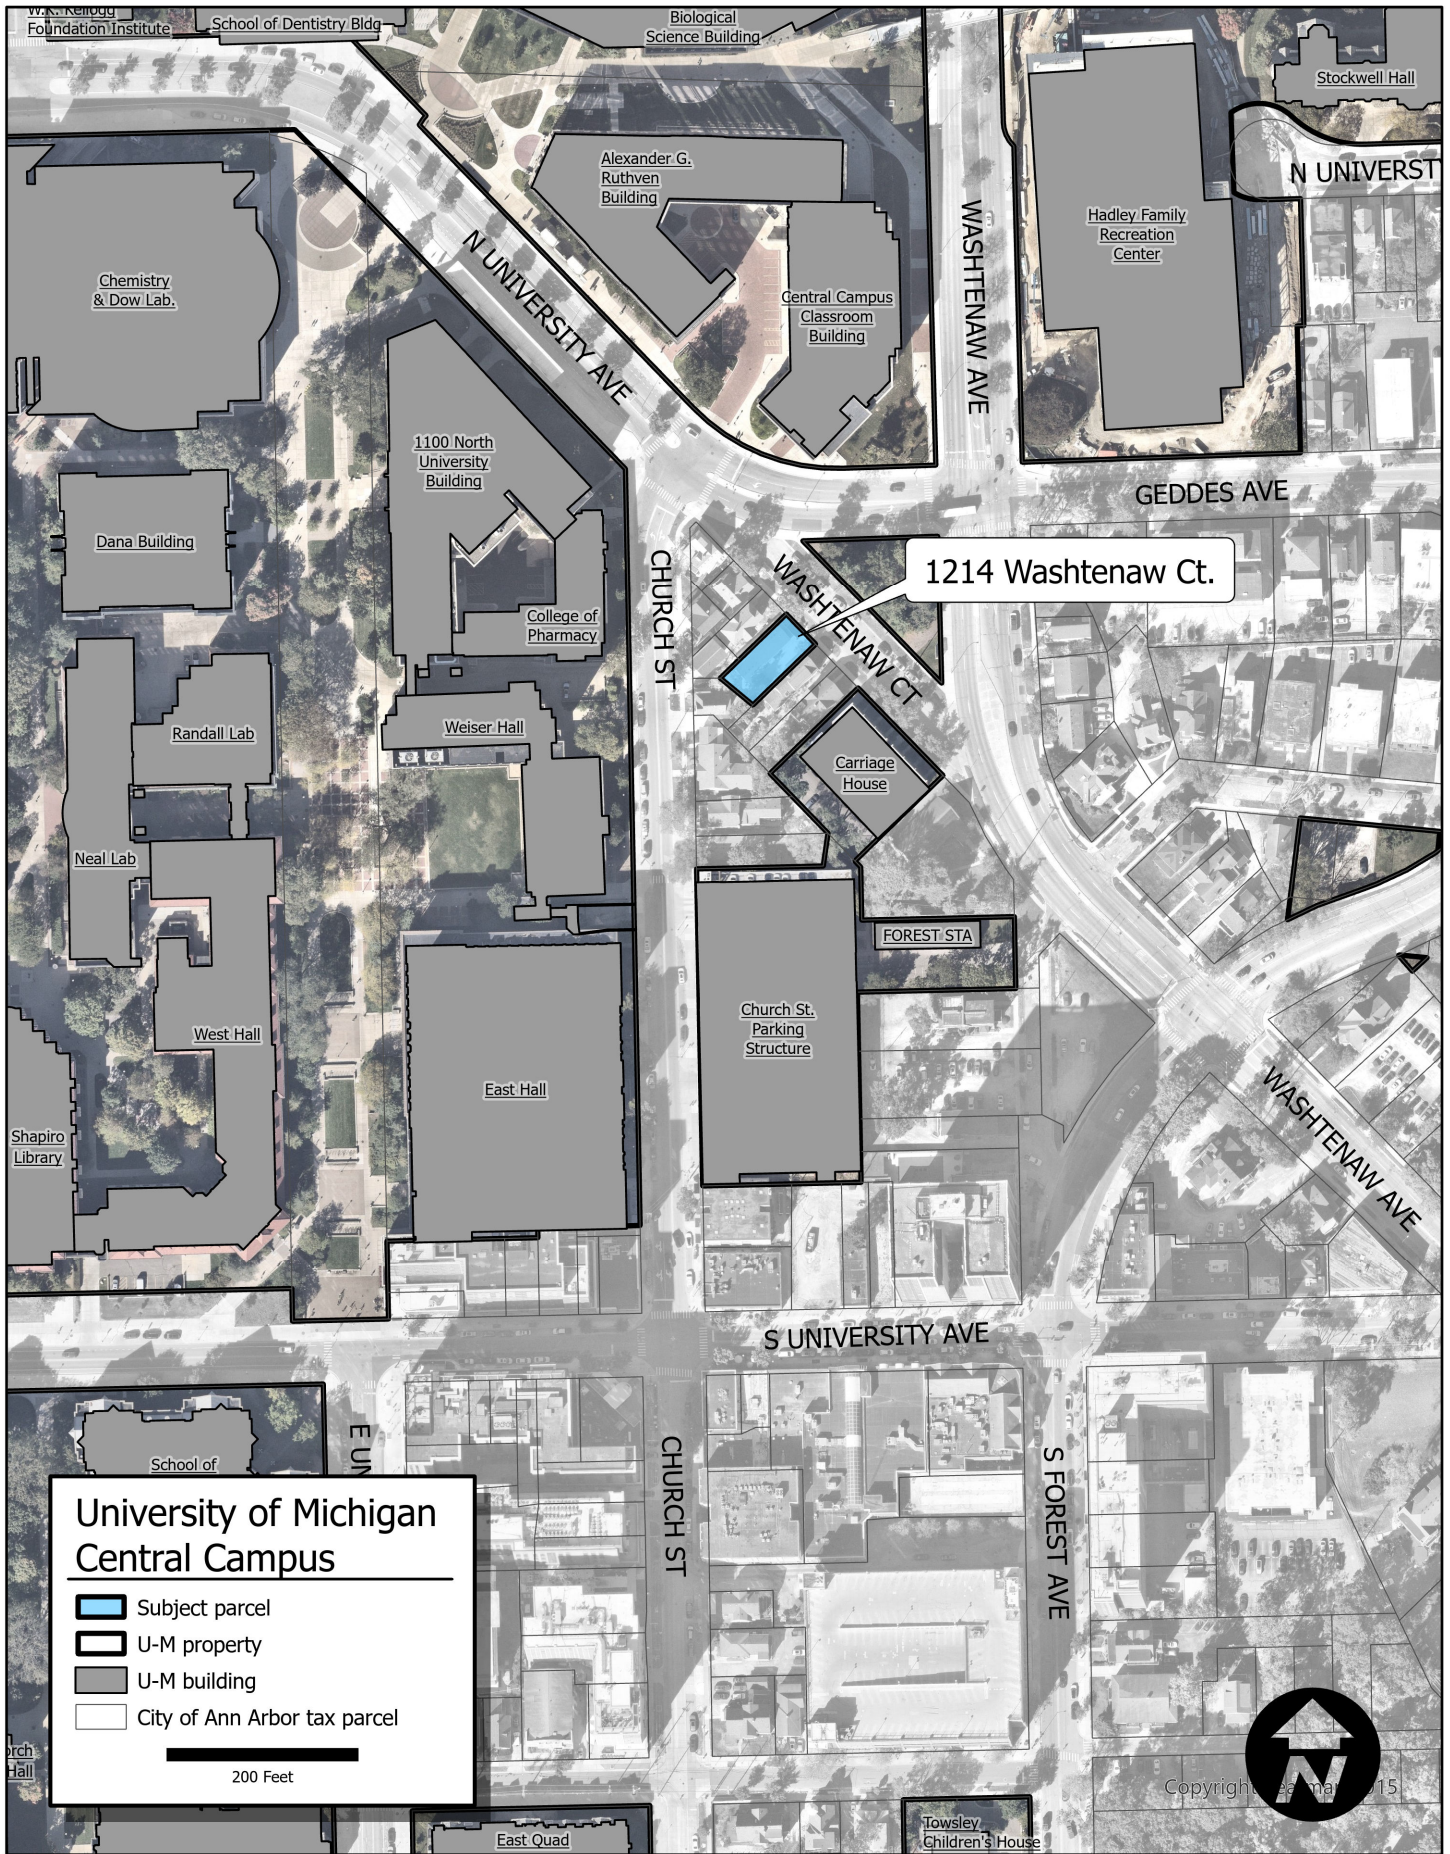 W.K. Kellogg
Foundation Institute
School of Dentistry Bldg
Biological
Science Building
Stockwell Hall
Alexander G.
Ruthven
Building
N UNIVERSIT
Hadley Family
Recreation
Center
WASHTENAW AVE
Chemistry
& Dow Lab.
N UNIVERSITY AVE
Central Campus
Classroom
Building
1100 North
University
Building
GEDDES AVE
Dana Building
CHURCH ST
WASHTENAW CT
1214 Washtenaw Ct.
College of
Pharmacy
Randall Lab
Weiser Hall
Carriage
House
Neal Lab
FOREST STA
West Hall
Church St.
Parking
Structure
East Hall
WASHTENAW AVE
Shapiro
Library
S UNIVERSITY AVE
E UN
CHURCH ST
S FOREST AVE
School of
University of Michigan
Central Campus
Subject parcel
U-M property
U-M building
City of Ann Arbor tax parcel
200 Feet
Hall
N
Copyright
15
East Quad
Towsley
Children's House